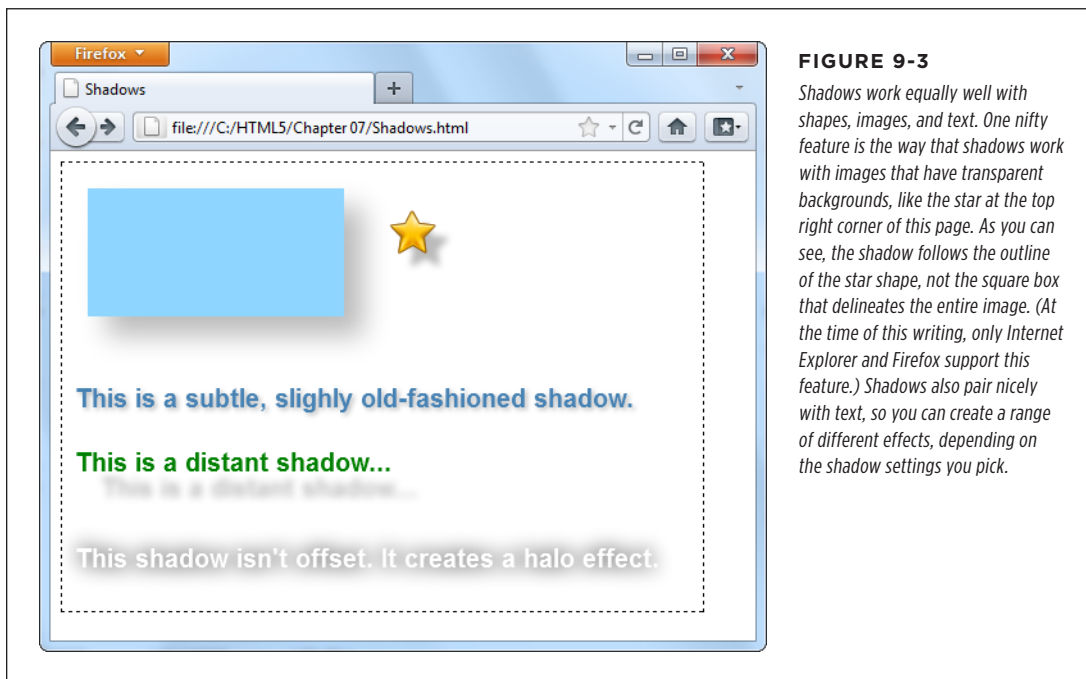 Firefox
Shadows
file:///C:/HTML5/Chapter 07/Shadows.html
This is a subtle, slighly old-fashioned shadow.
This is a distant shadow...
This is a distant shadow...
This shadow isn't offset. It creates a halo effect.
FIGURE 9-3
Shadows work equally well with
shapes, images, and text. One nifty
feature is the way that shadows work
with images that have transparent
backgrounds, like the star at the top
right corner of this page. As you can
see, the shadow follows the outline
of the star shape, not the square box
that delineates the entire image. (At
the time of this writing, only Internet
Explorer and Firefox support this
feature.) Shadows also pair nicely
with text, so you can create a range
of different effects, depending on
the shadow settings you pick.